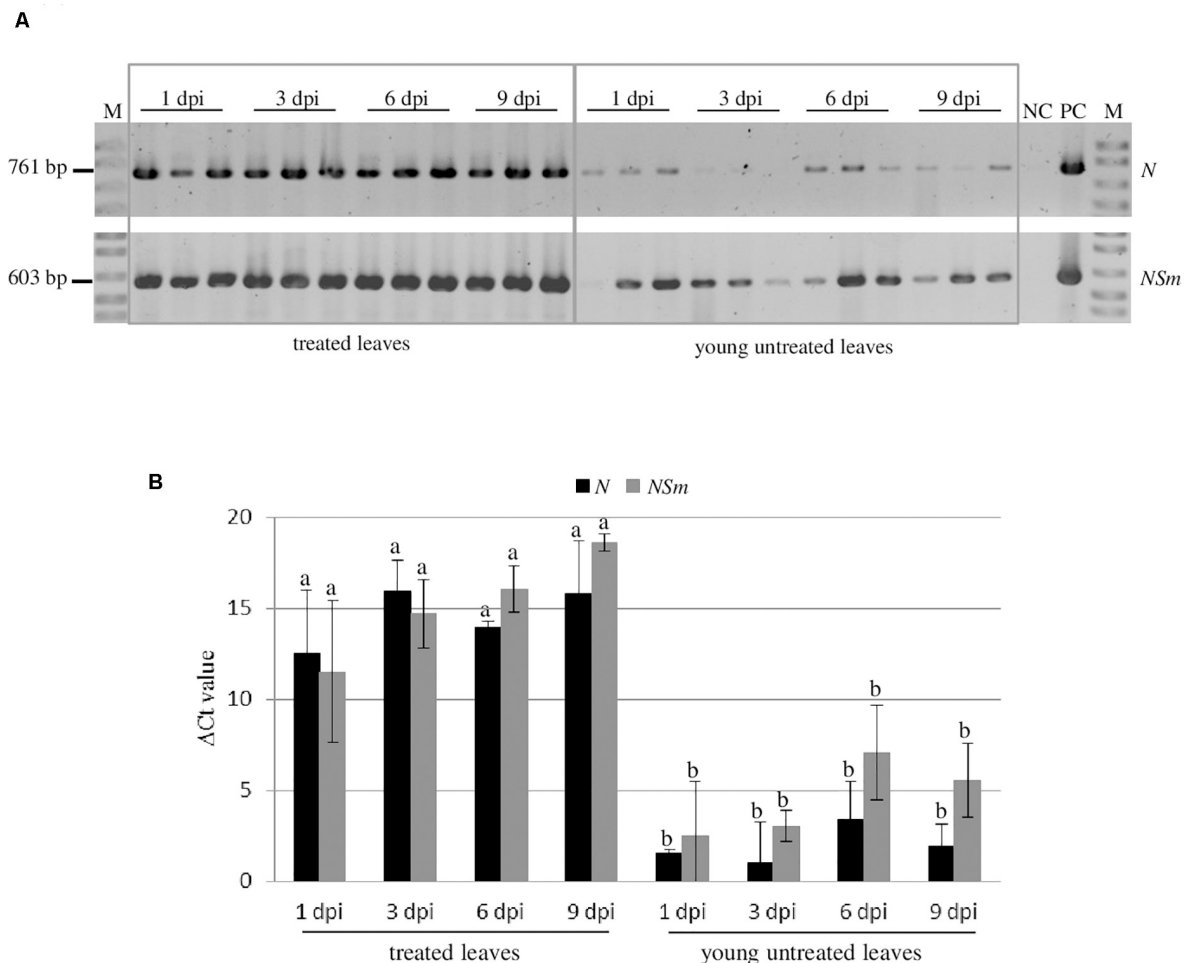 A
1 dpi 3 dpi 6 dpi 9 dpi 1 dpi 3 dpi 6 dpi 9 dpi
M NC PC M
761 bp N
603 bp NSm
treated leaves young untreated leaves
B
N NSm
20
15
10
5
0
ΔCt value
a a a a a a a a b b b b b b b b
1 dpi 3 dpi 6 dpi 9 dpi 1 dpi 3 dpi 6 dpi 9 dpi
treated leaves young untreated leaves